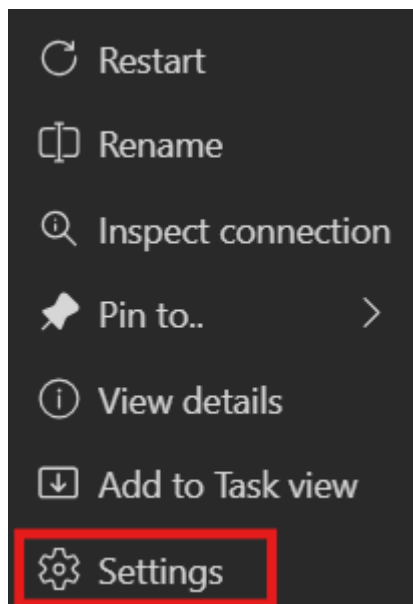 Restart
Rename
Inspect connection
Pin to..
View details
Add to Task view
Settings